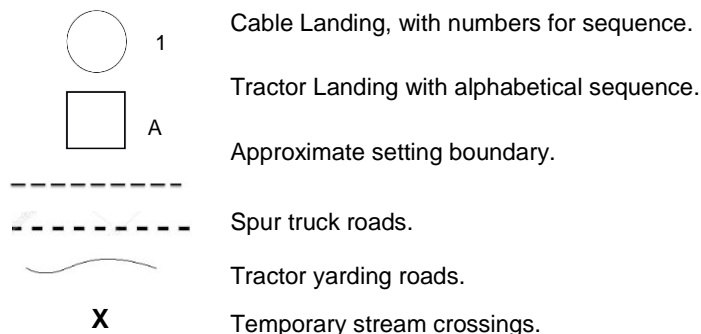 Cable Landing, with numbers for sequence.
1
Tractor Landing with alphabetical sequence.
A
Approximate setting boundary.
Spur truck roads.
Tractor yarding roads.
X
Temporary stream crossings.